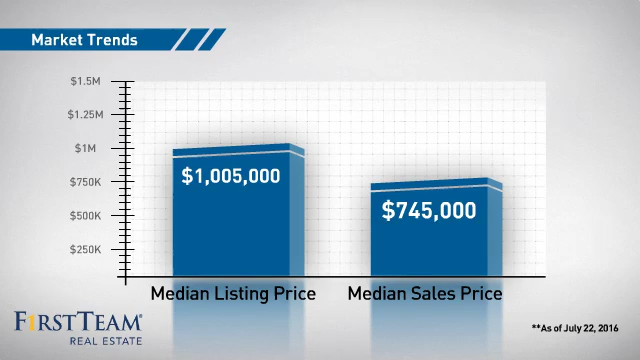 Market Trends
$1.5M
$1.25M
$1M
$750K
$500K
$250K
$1,005,000
$745,000
Median Listing Price
Median Sales Price
FIRSTTEAM®
REAL ESTATE
**As of July 22, 2016